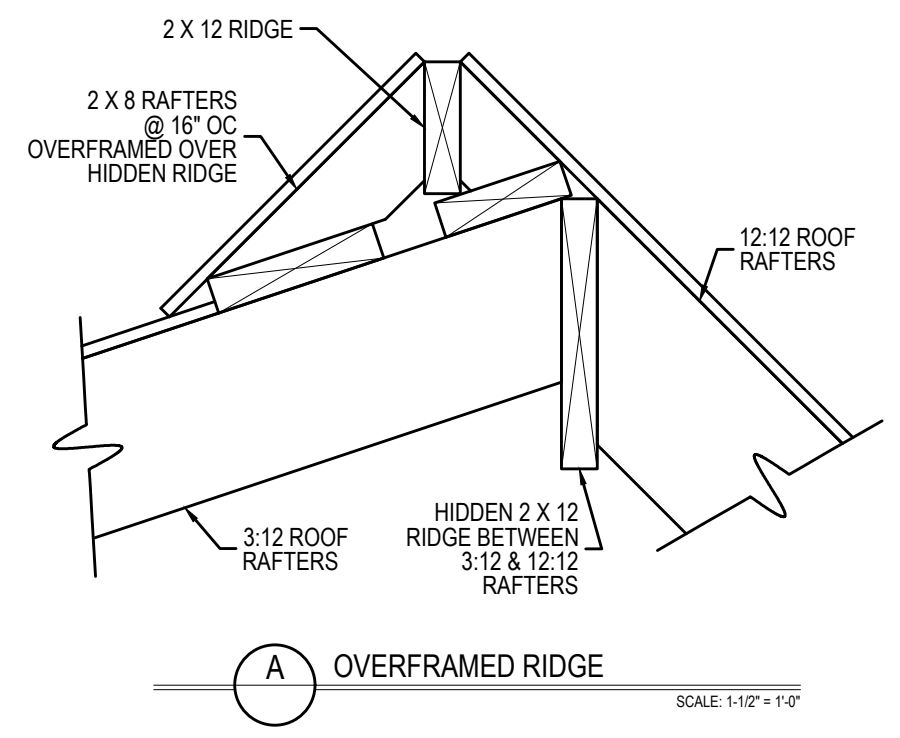 2 X 12 RIDGE
2 X 8 RAFTERS
@ 16" OC
OVERFRAMED OVER
HIDDEN RIDGE
12:12 ROOF
RAFTERS
3:12 ROOF
RAFTERS
HIDDEN 2 X 12
RIDGE BETWEEN
3:12 & 12:12
RAFTERS
A
OVERFRAMED RIDGE
SCALE: 1-1/2" = 1'-0"